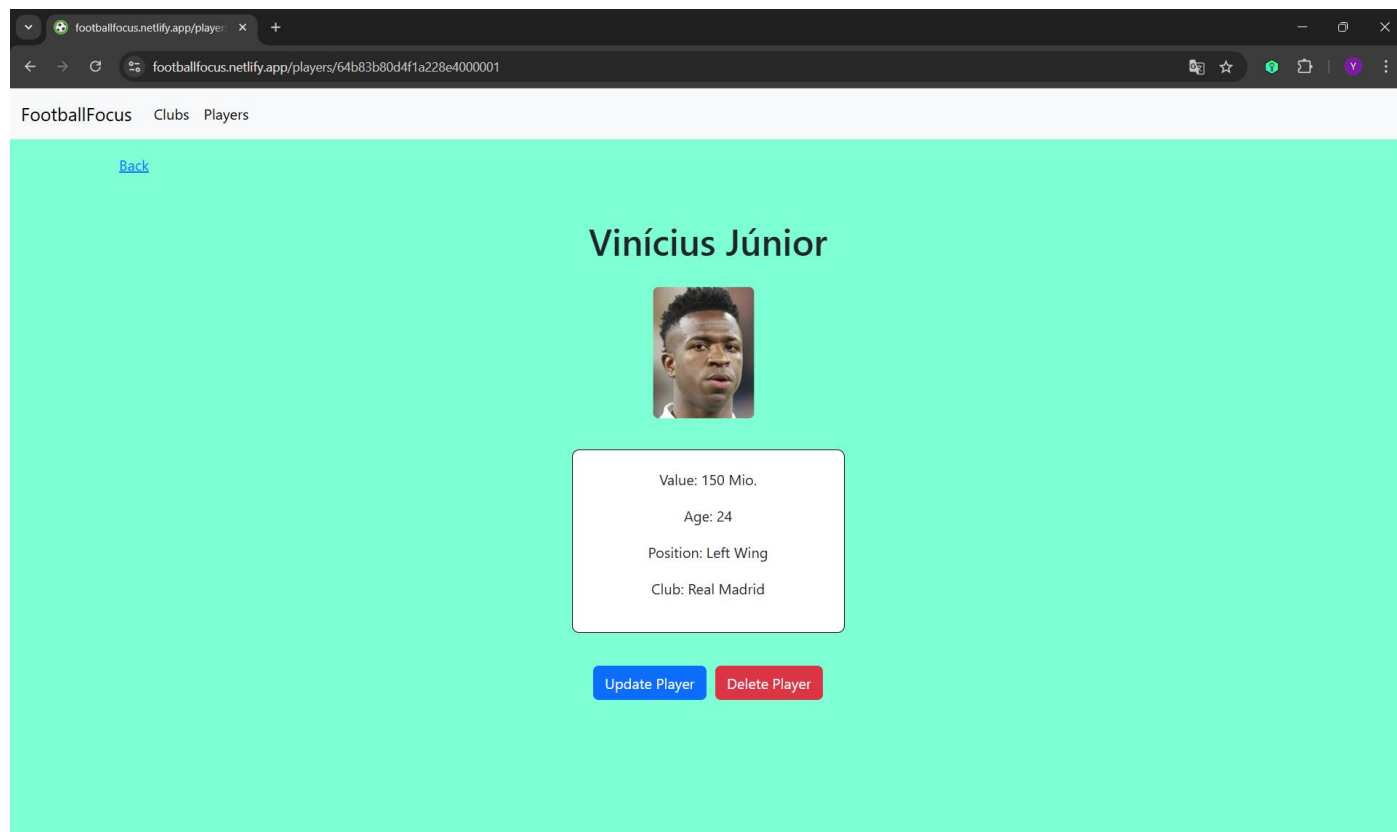 footballfocus.netlify.app/player
footballfocus.netlify.app/players/64b83b80d4f1a228e4000001
Y
FootballFocus Clubs Players
Back
Vinícius Júnior
Value: 150 Mio.
Age: 24
Position: Left Wing
Club: Real Madrid
Update Player Delete Player